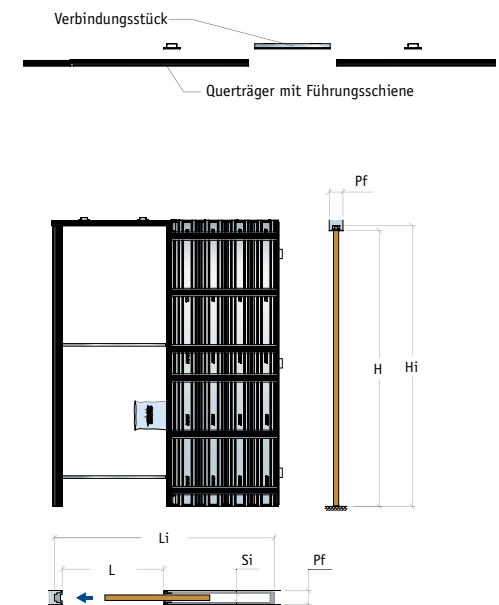 Verbindungsstück
Querträger mit Führungsschiene
Pf
H
Hi
Li
L
Si
Pf